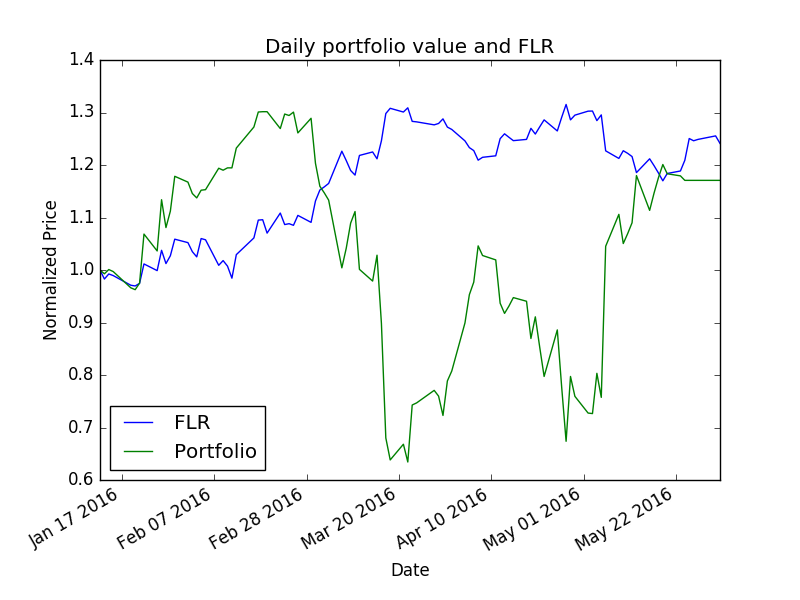 Daily portfolio value and FLR
1.4
1.3
1.2
1.1
1.0
0.9
0.8
0.7
0.6
Normalized Price
FLR
Portfolio
Jan 17 2016
Feb 07 2016
Feb 28 2016
Mar 20 2016
Apr 10 2016
May 01 2016
May 22 2016
Date